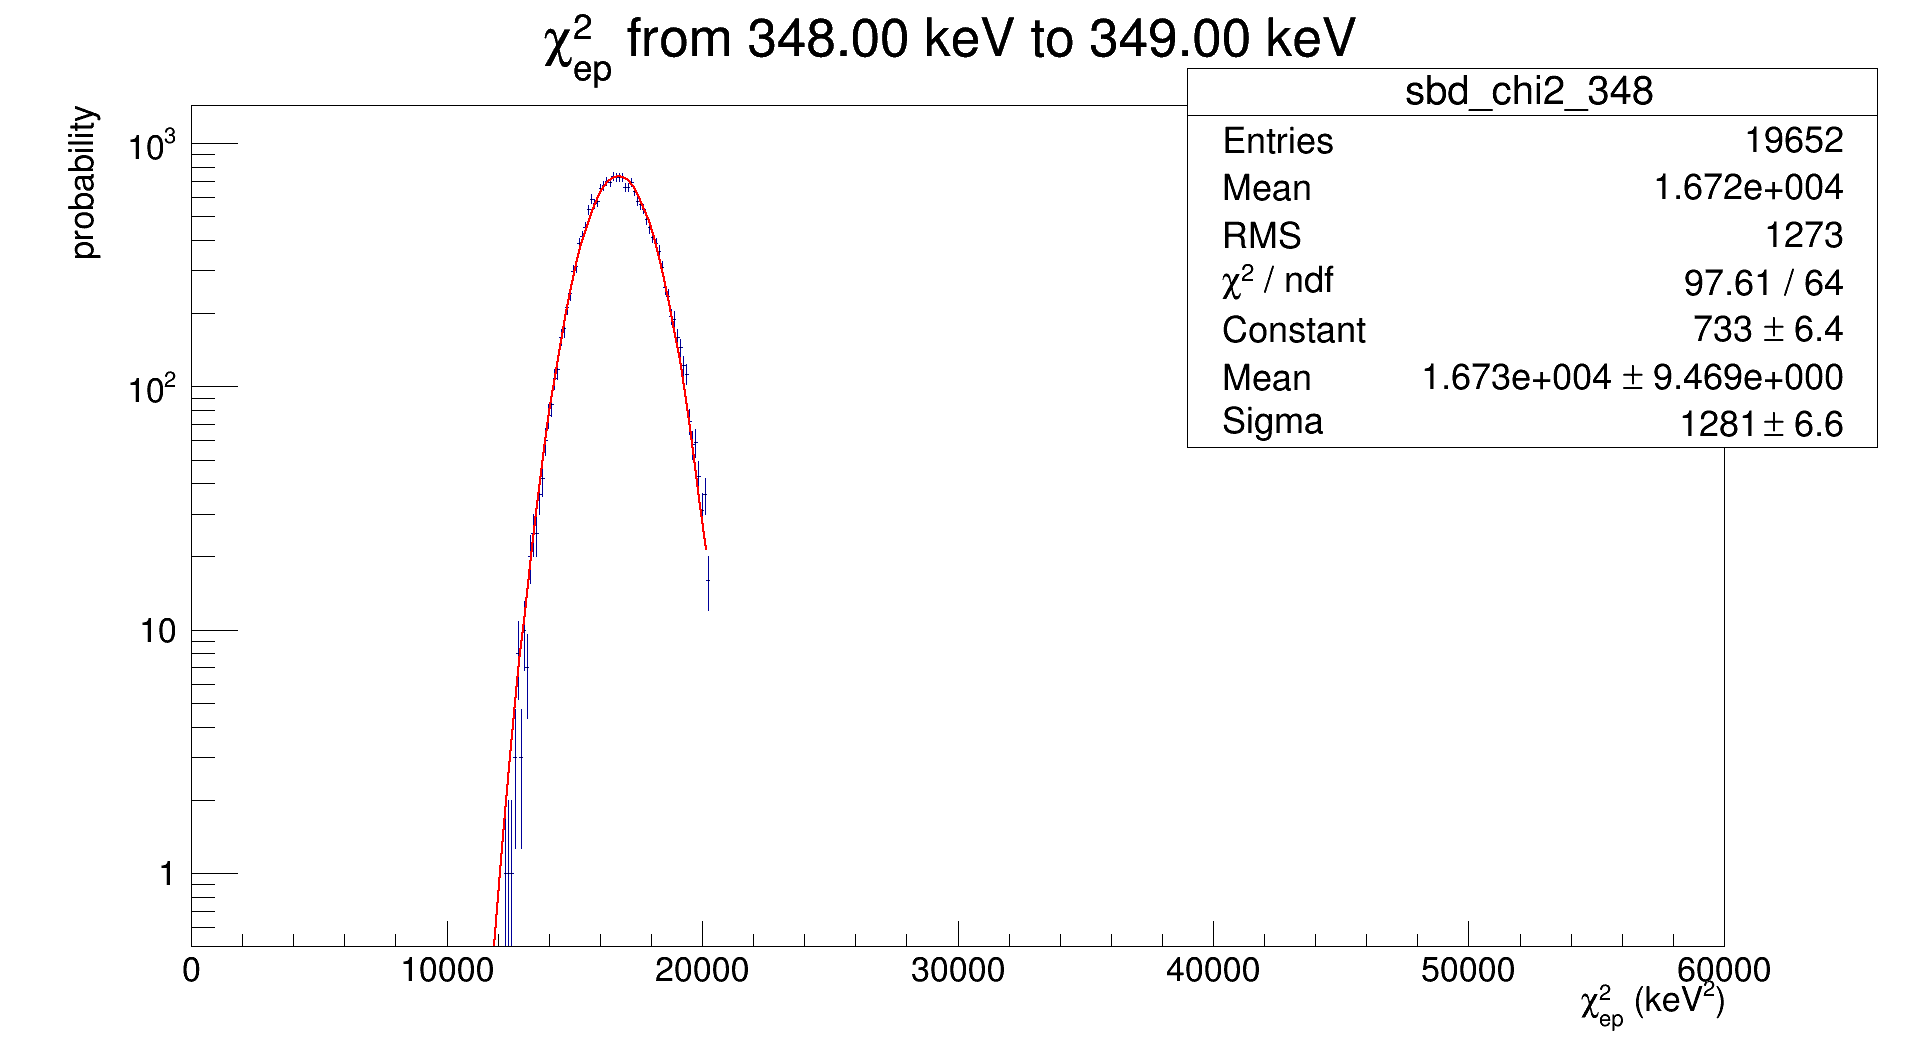 χ²ep from 348.00 keV to 349.00 keV
sbd_chi2_348
Entries 19652
Mean 1.672e+004
RMS 1273
χ² / ndf 97.61 / 64
Constant 733 ± 6.4
Mean 1.673e+004 ± 9.469e+000
Sigma 1281 ± 6.6
probability
10³
10²
10
1
0 10000 20000 30000 40000 50000 60000
χ²ep (keV²)